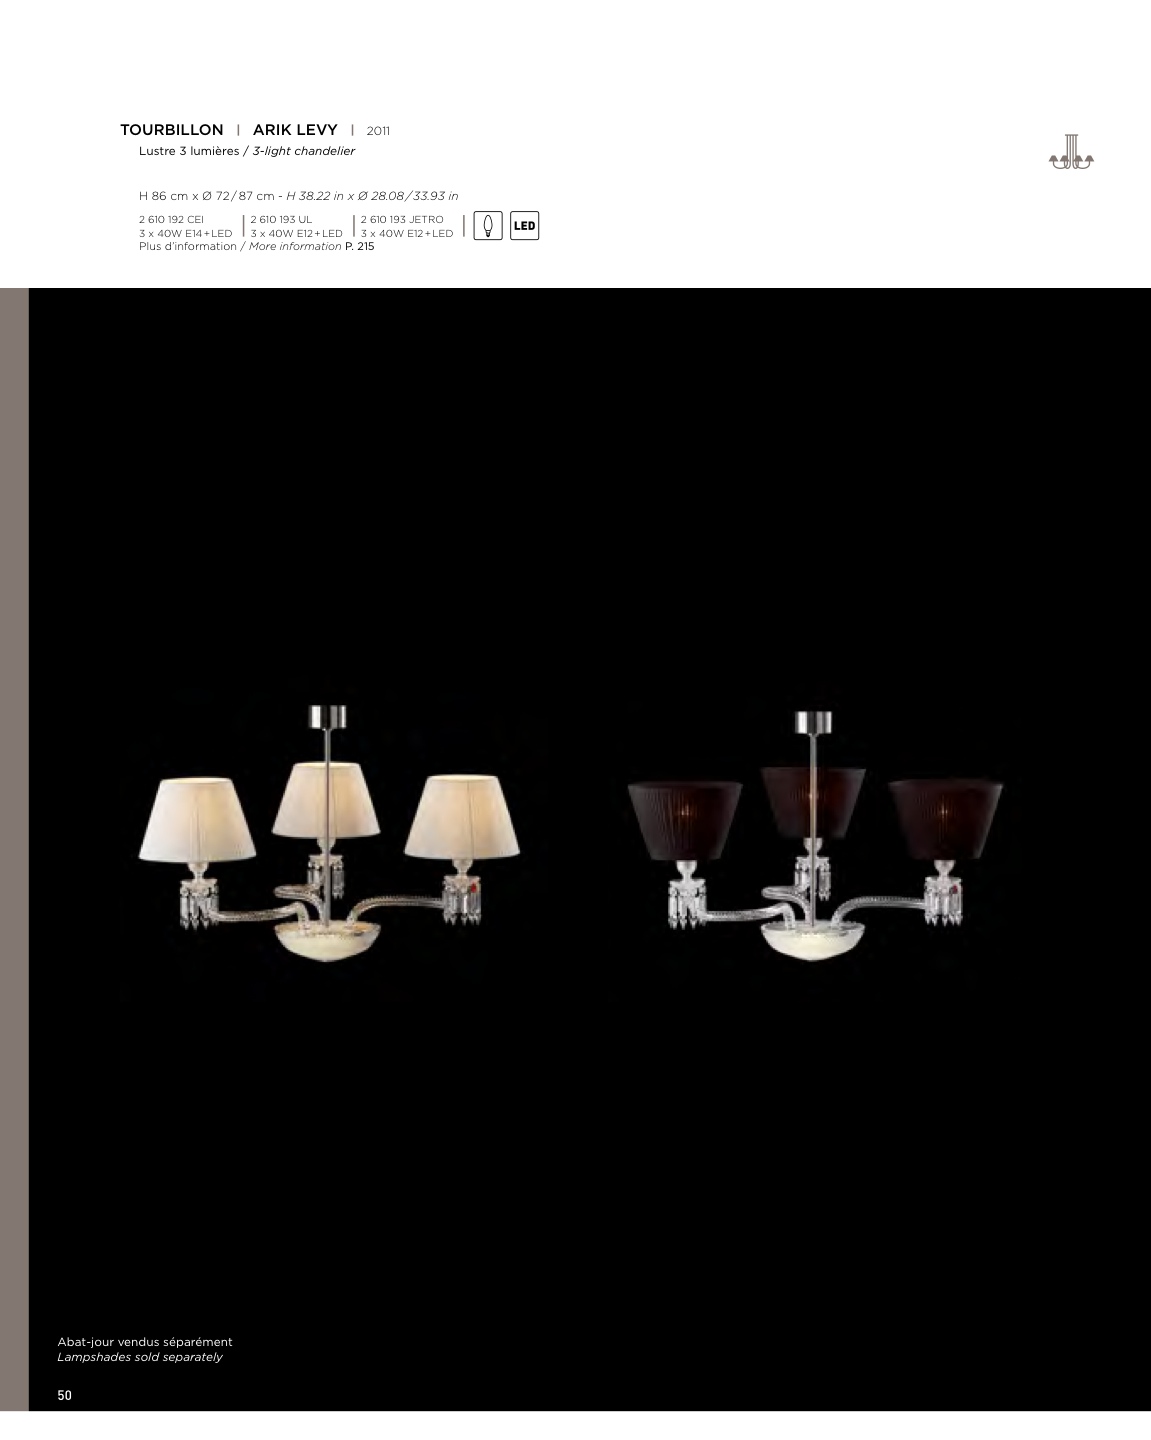 TOURBILLON | ARIK LEVY | 2011
Lustre 3 lumières / 3-light chandelier
H 86 cm x Ø 72/87 cm - H 38.22 in x Ø 28.08/33.93 in
2 610 192 CEI | 2 610 193 UL | 2 610 193 JETRO
3 x 40W E14+LED | 3 x 40W E12+LED | 3 x 40W E12+LED
LED
Plus d'information / More information P. 215
Abat-jour vendus séparément
Lampshades sold separately
50